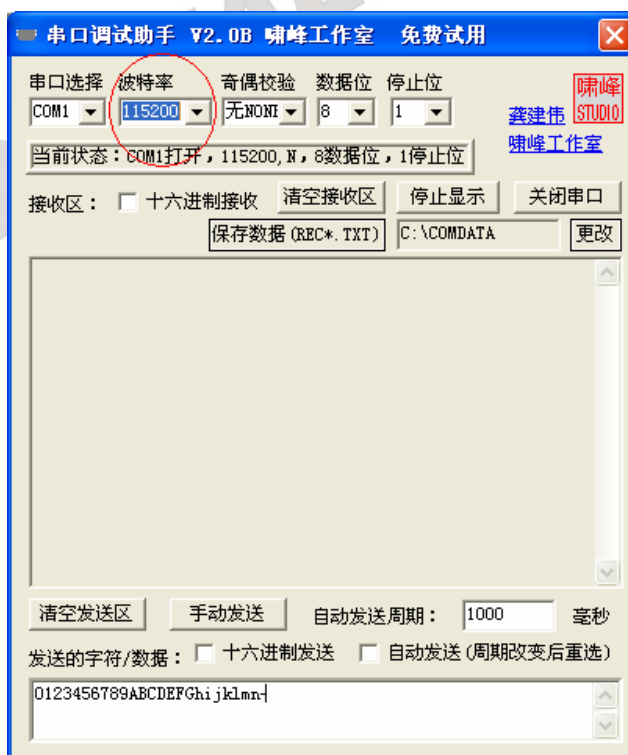 串口调试助手 V2.0B 啸峰工作室 免费试用
串口选择 波特率 奇偶校验 数据位 停止位
啸峰
COM1 115200 无NONE 8 1 龚建伟 STUDIO
当前状态：COM1打开，115200,N，8数据位，1停止位 啸峰工作室
接收区： 十六进制接收 清空接收区 停止显示 关闭串口
保存数据(REC*.TXT) C:\COMDATA 更改
清空发送区 手动发送 自动发送周期： 1000 毫秒
发送的字符/数据： 十六进制发送 自动发送(周期改变后重选)
0123456789ABCDEFGhijklmn-